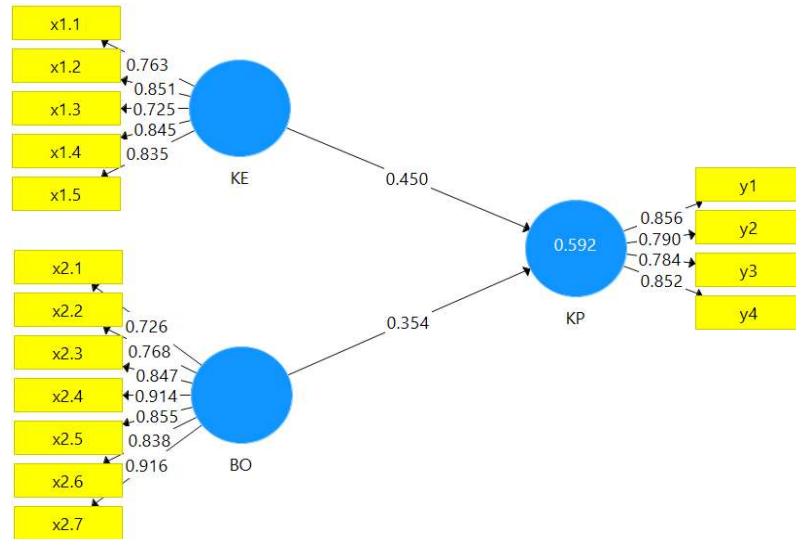 x1.1
x1.2
x1.3
x1.4
x1.5
0.763
0.851
0.725
0.845
0.835
KE
0.450
x2.1
x2.2
x2.3
x2.4
x2.5
x2.6
x2.7
0.726
0.768
0.847
0.914
0.855
0.838
0.916
BO
0.354
0.592
KP
0.856
0.790
0.784
0.852
y1
y2
y3
y4